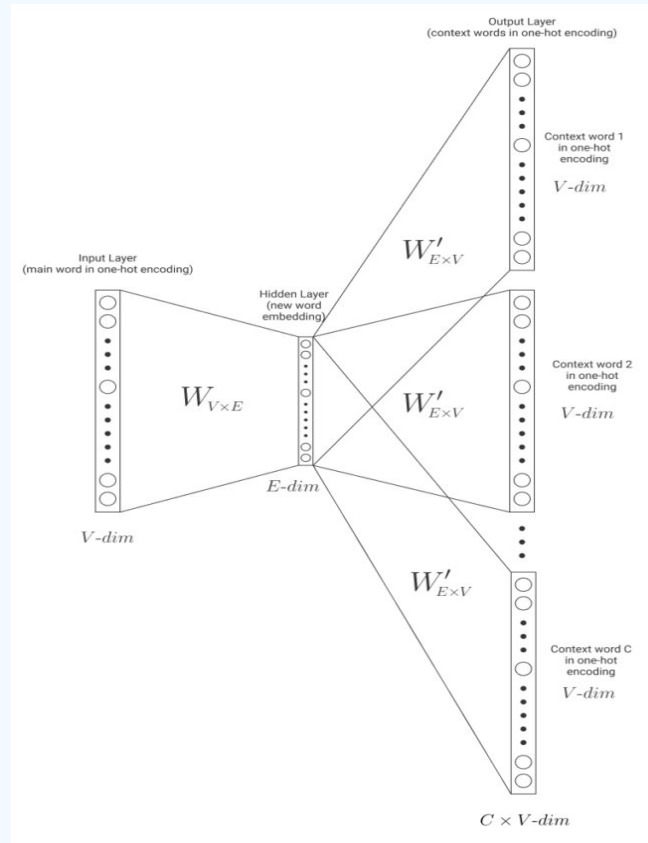 Output Layer
(context words in one-hot encoding)
Context word 1
in one-hot
encoding
V-dim
W′E×V
Input Layer
(main word in one-hot encoding)
Hidden Layer
(new word
embedding)
WV×E
E-dim
V-dim
W′E×V
Context word 2
in one-hot
encoding
V-dim
W′E×V
Context word C
in one-hot
encoding
V-dim
C × V-dim